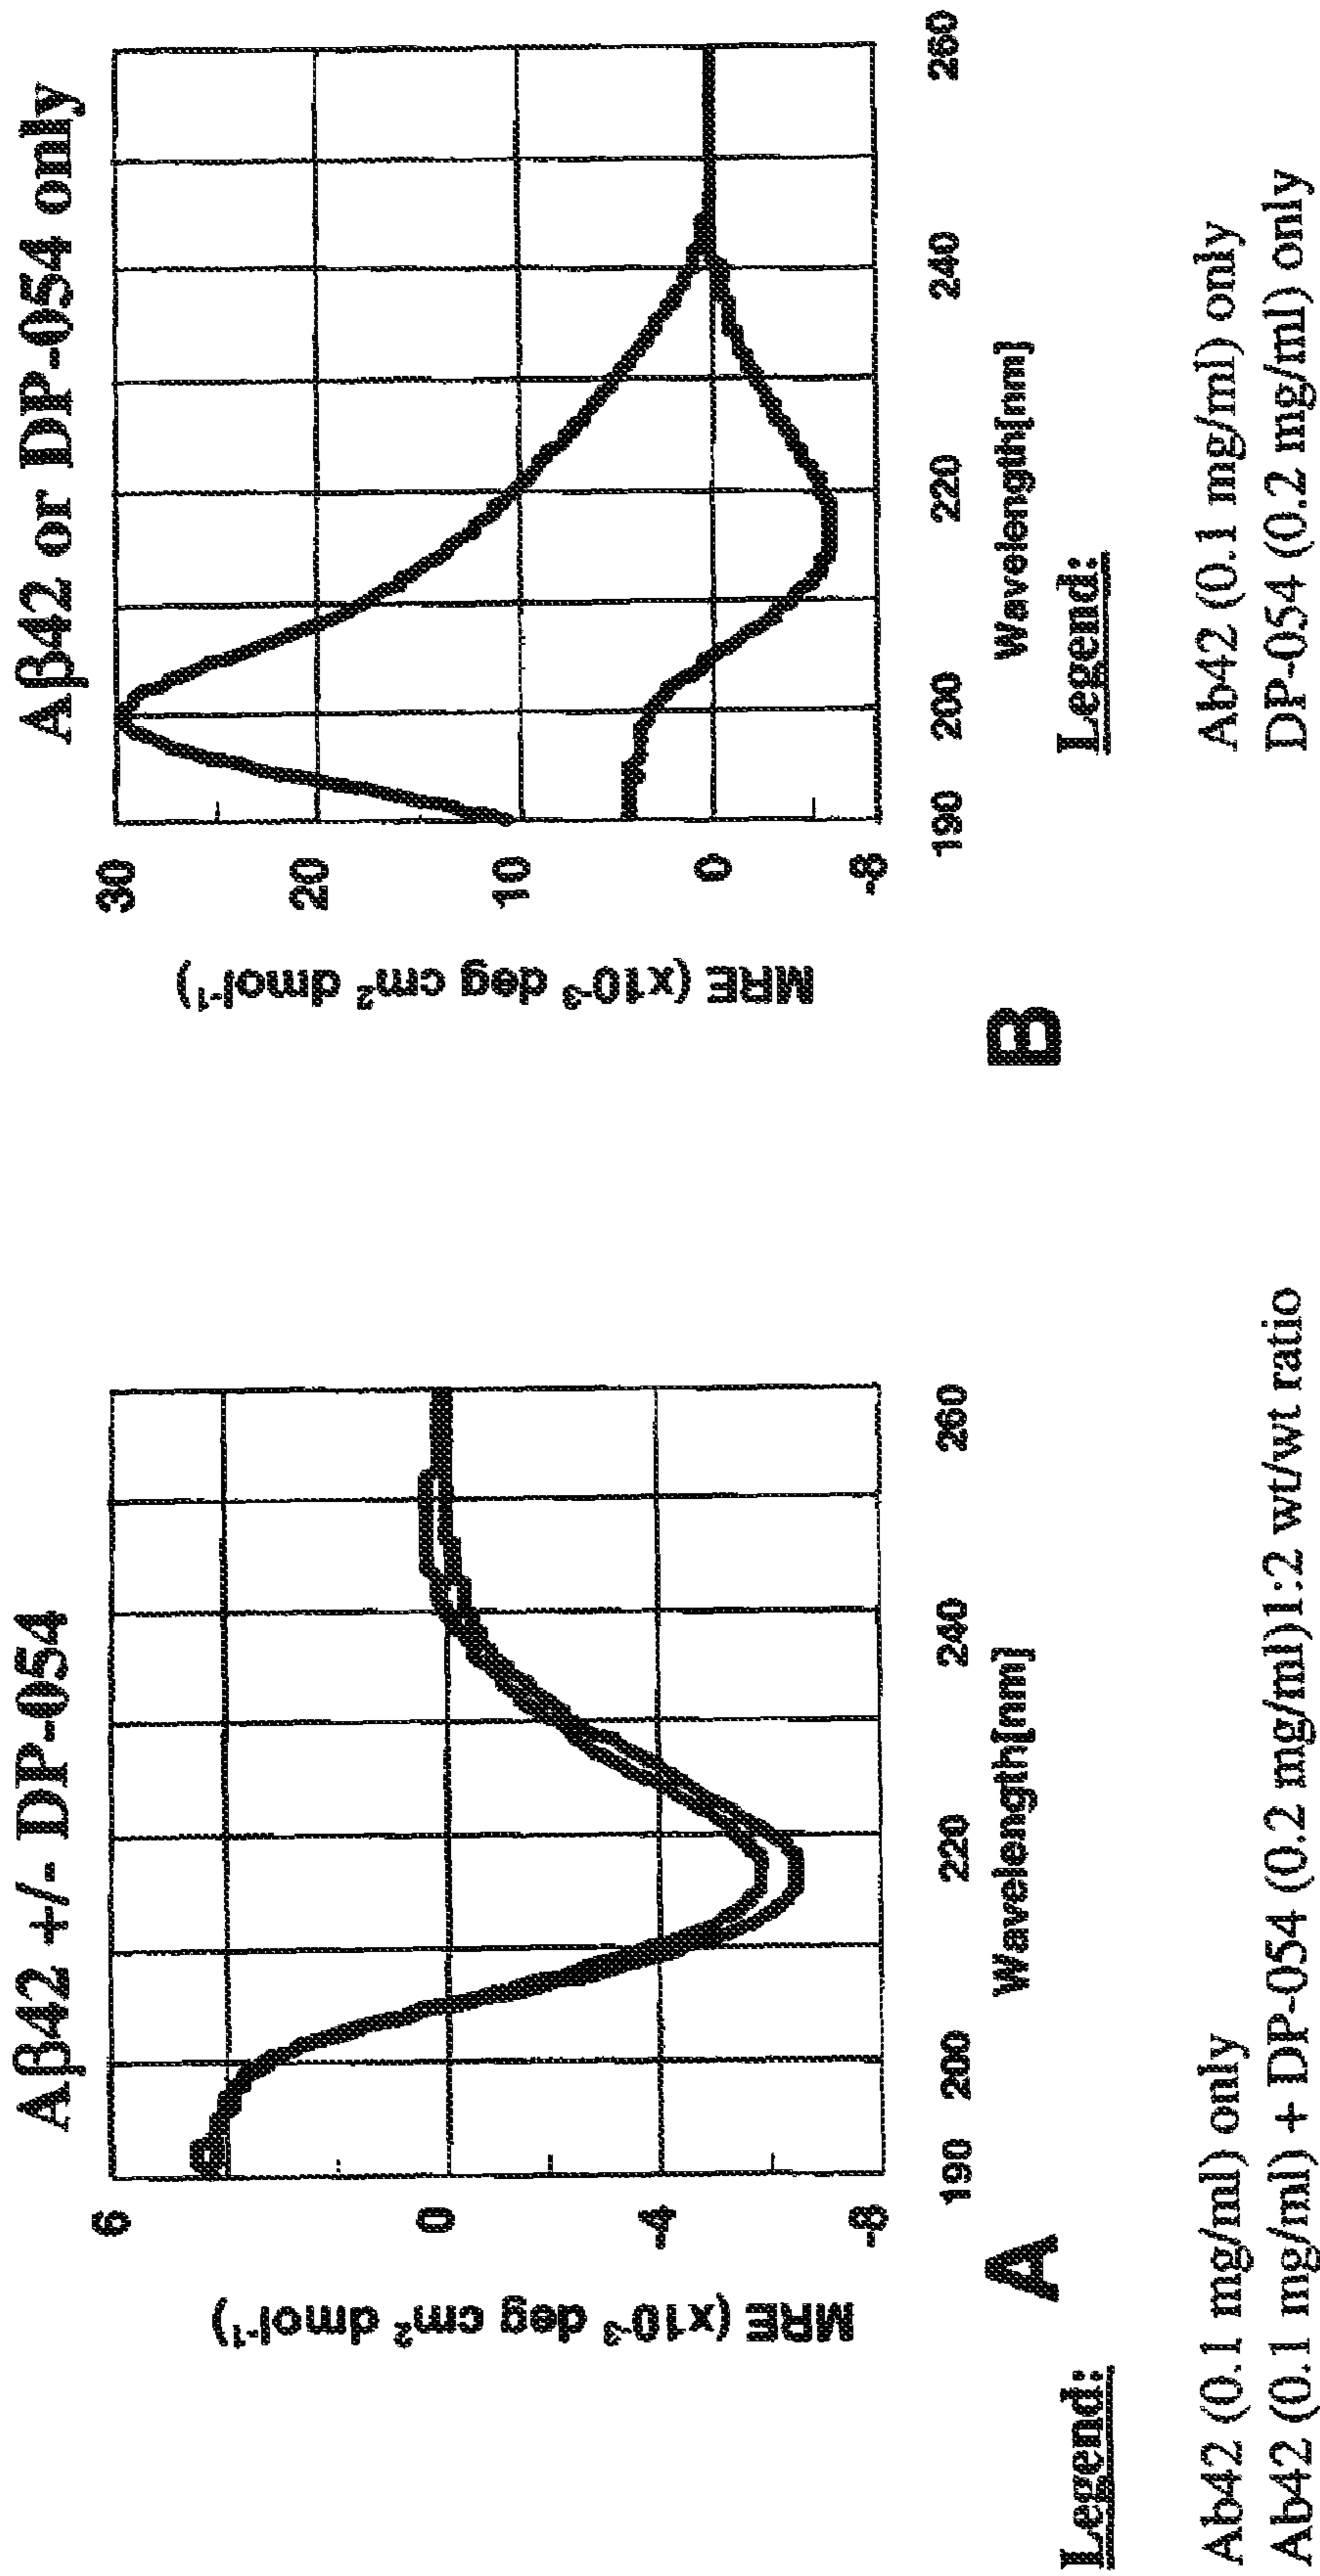 Aβ42 +/- DP-054
6
0
-4
-8
190
200
220
240
260
MRE (x10⁻³ deg cm² dmol⁻¹)
Wavelength[nm]
A
Legend:
Ab42 (0.1 mg/ml) only
Ab42 (0.1 mg/ml) + DP-054 (0.2 mg/ml)1:2 wt/wt ratio
Aβ42 or DP-054 only
30
20
10
0
-8
190
200
220
240
260
MRE (x10⁻³ deg cm² dmol⁻¹)
Wavelength[nm]
B
Legend:
Ab42 (0.1 mg/ml) only
DP-054 (0.2 mg/ml) only